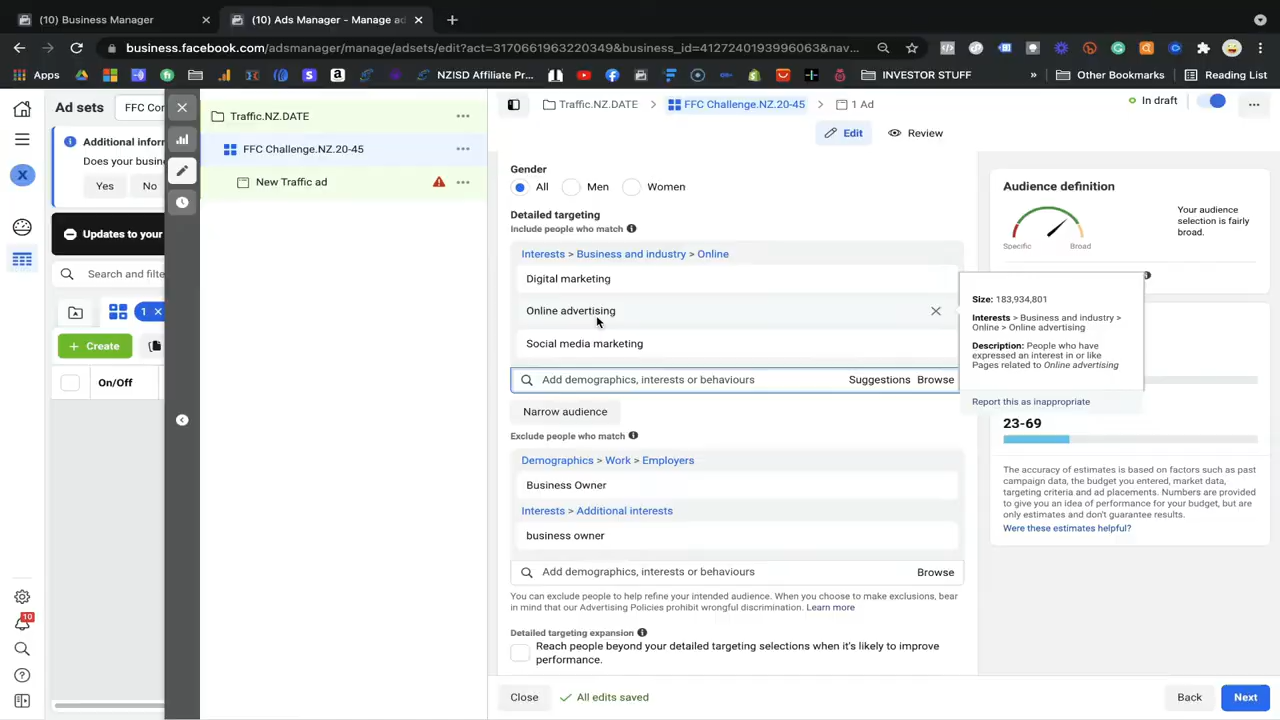 (10) Business Manager
(10) Ads Manager - Manage ad
business.facebook.com/adsmanager/manage/adsets/edit?act=3170661963220349&business_id=4127240193996063&nav...
Apps
NZISD Affiliate Pr...
INVESTOR STUFF
»
Other Bookmarks
Reading List
Ad sets
FFC Cor
Additional inforr
Does your busin
Yes
No
Updates to your
Search and filte
1
Create
On/Off
X
10
Traffic.NZ.DATE
FFC Challenge.NZ.20-45
New Traffic ad
Traffic.NZ.DATE > FFC Challenge.NZ.20-45 > 1 Ad
In draft
Edit
Review
Gender
All
Men
Women
Detailed targeting
Include people who match
Interests > Business and industry > Online
Digital marketing
Online advertising
Social media marketing
Add demographics, interests or behaviours
Suggestions
Browse
Narrow audience
Exclude people who match
Demographics > Work > Employers
Business Owner
Interests > Additional interests
business owner
Add demographics, interests or behaviours
Browse
You can exclude people to help refine your intended audience. When you choose to make exclusions, bear
in mind that our Advertising Policies prohibit wrongful discrimination. Learn more
Detailed targeting expansion
Reach people beyond your detailed targeting selections when it's likely to improve
performance.
Close
All edits saved
Back
Next
Audience definition
Your audience
selection is fairly
broad.
Specific
Broad
Size: 183,934,801
Interests > Business and industry >
Online > Online advertising
Description: People who have
expressed an interest in or like
Pages related to Online advertising
Report this as inappropriate
23-69
The accuracy of estimates is based on factors such as past
campaign data, the budget you entered, market data,
targeting criteria and ad placements. Numbers are provided
to give you an idea of performance for your budget, but are
only estimates and don't guarantee results.
Were these estimates helpful?